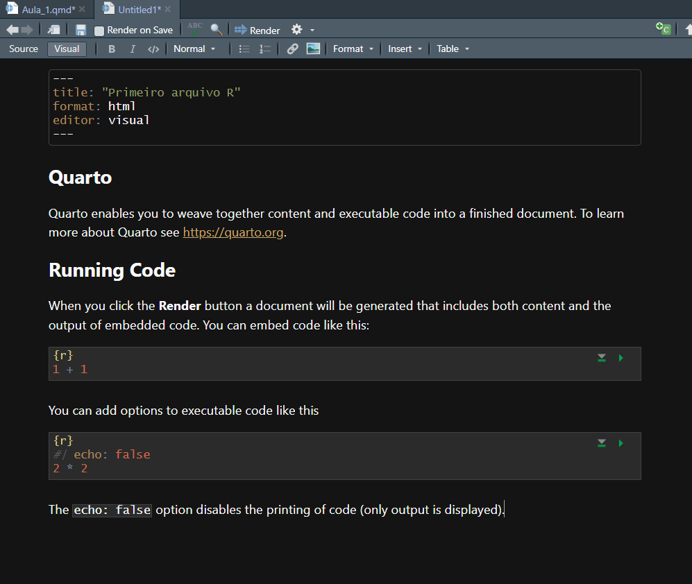 Aula_1.qmd*
Untitled1*
Render on Save
ABC
Render
Source Visual B I </> Normal Format Insert Table
---
title: "Primeiro arquivo R"
format: html
editor: visual
---
Quarto
Quarto enables you to weave together content and executable code into a finished document. To learn
more about Quarto see https://quarto.org.
Running Code
When you click the Render button a document will be generated that includes both content and the
output of embedded code. You can embed code like this:
{r}
1 + 1
You can add options to executable code like this
{r}
#| echo: false
2 * 2
The echo: false option disables the printing of code (only output is displayed).